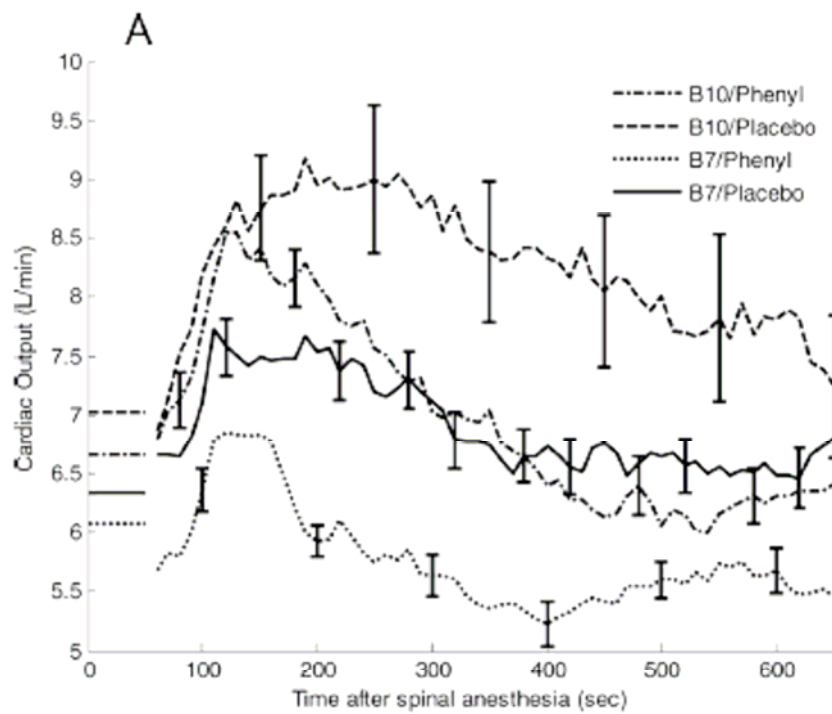 A
10
9.5
9
8.5
8
7.5
7
6.5
6
5.5
5
Cardiac Output (L/min)
B10/Phenyl
B10/Placebo
B7/Phenyl
B7/Placebo
0 100 200 300 400 500 600
Time after spinal anesthesia (sec)